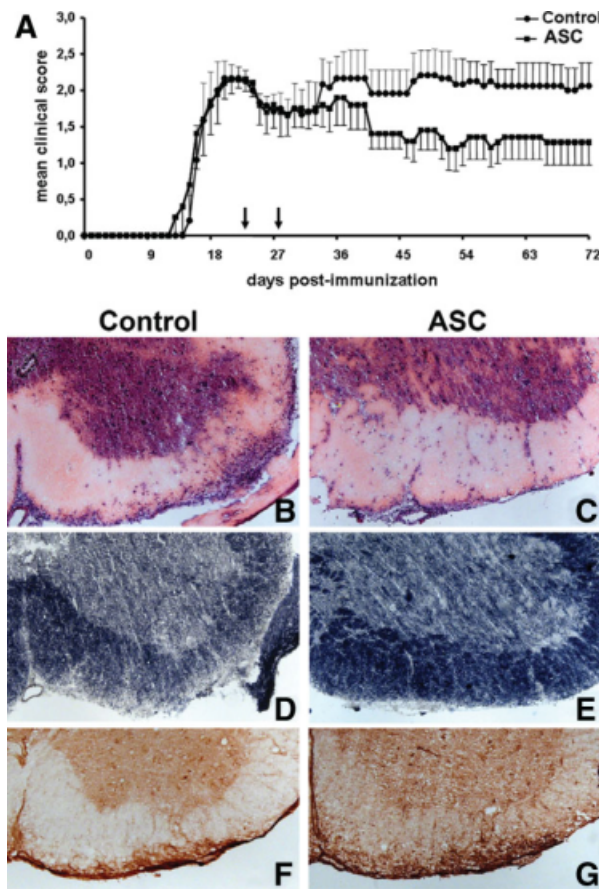 A
Control
ASC
mean clinical score
3,0
2,5
2,0
1,5
1,0
0,5
0,0
0 9 18 27 36 45 54 63 72
days post-immunization
Control ASC
B C
D E
F G